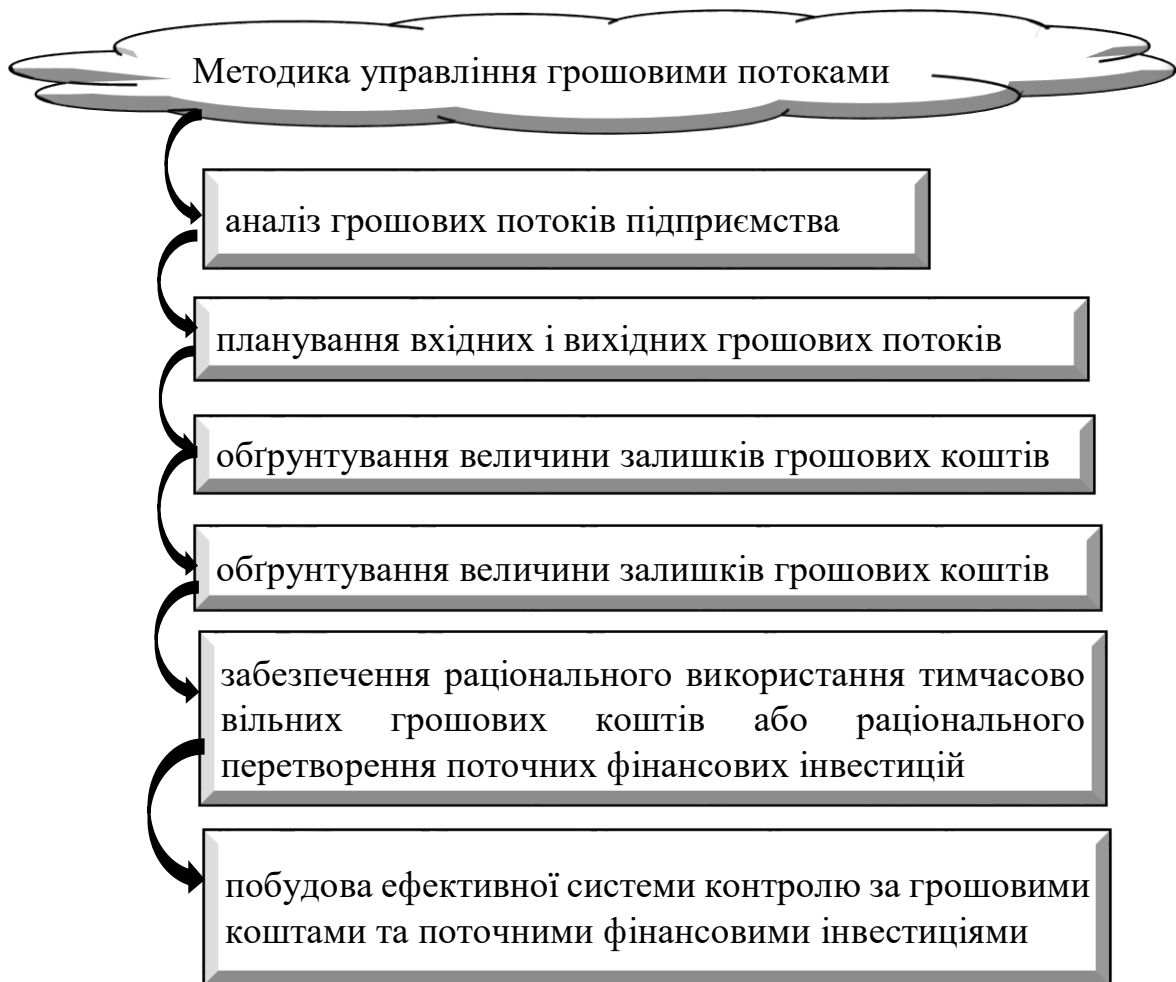 Методика управління грошовими потоками
аналіз грошових потоків підприємства
планування вхідних і вихідних грошових потоків
обґрунтування величини залишків грошових коштів
обґрунтування величини залишків грошових коштів
забезпечення раціонального використання тимчасово
вільних грошових коштів або раціонального
перетворення поточних фінансових інвестицій
побудова ефективної системи контролю за грошовими
коштами та поточними фінансовими інвестиціями